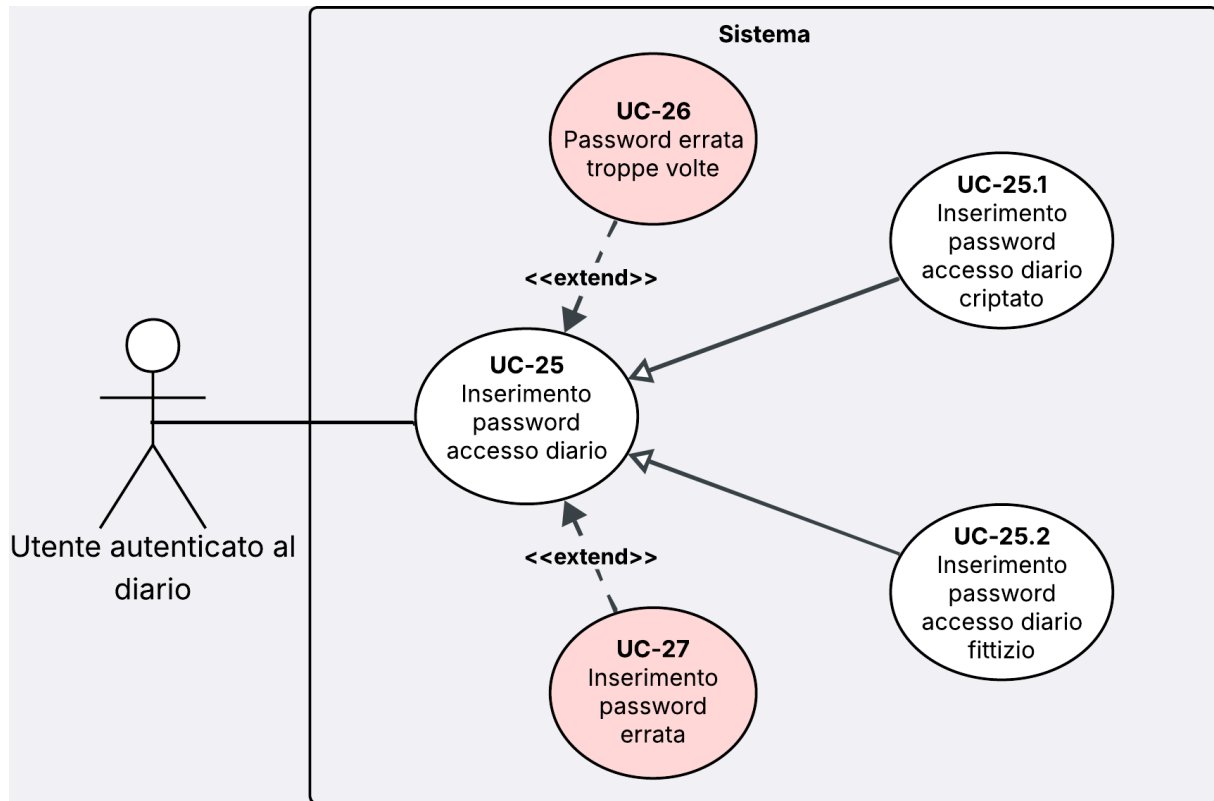 Sistema
UC-26
Password errata
troppe volte
UC-25.1
Inserimento
password
accesso diario
criptato
<<extend>>
UC-25
Inserimento
password
accesso diario
Utente autenticato al
diario
<<extend>>
UC-25.2
Inserimento
password
accesso diario
fittizio
UC-27
Inserimento
password
errata